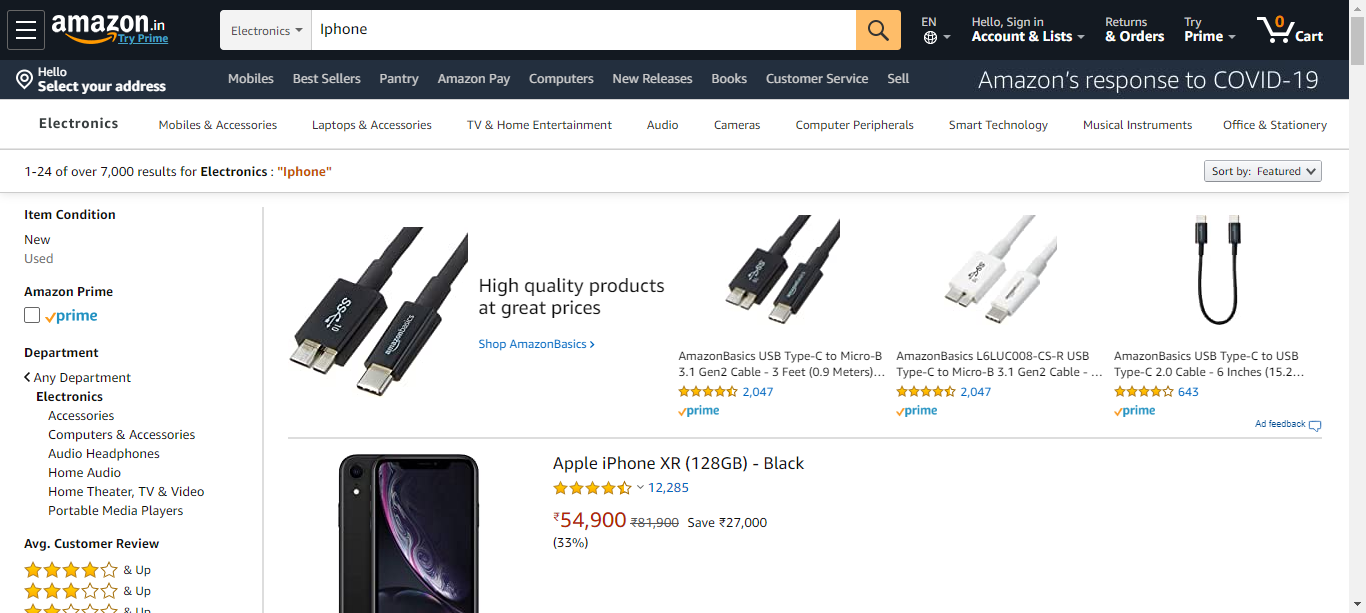 amazon.in
Try Prime
Electronics
Iphone
EN
Hello, Sign in
Account & Lists
Returns
& Orders
Try
Prime
0
Cart
Hello
Select your address
Mobiles
Best Sellers
Pantry
Amazon Pay
Computers
New Releases
Books
Customer Service
Sell
Amazon's response to COVID-19
Electronics
Mobiles & Accessories
Laptops & Accessories
TV & Home Entertainment
Audio
Cameras
Computer Peripherals
Smart Technology
Musical Instruments
Office & Stationery
1-24 of over 7,000 results for Electronics : "Iphone"
Sort by: Featured
Item Condition
New
Used
Amazon Prime
prime
Department
Any Department
Electronics
Accessories
Computers & Accessories
Audio Headphones
Home Audio
Home Theater, TV & Video
Portable Media Players
Avg. Customer Review
& Up
& Up
& Up
10
amazonbasics
High quality products
at great prices
Shop AmazonBasics ›
AmazonBasics USB Type-C to Micro-B
3.1 Gen2 Cable - 3 Feet (0.9 Meters)...
2,047
prime
AmazonBasics L6LUC008-CS-R USB
Type-C to Micro-B 3.1 Gen2 Cable - ...
2,047
prime
AmazonBasics USB Type-C to USB
Type-C 2.0 Cable - 6 Inches (15.2...
643
prime
Ad feedback
Apple iPhone XR (128GB) - Black
12,285
₹54,900 ₹81,900 Save ₹27,000
(33%)